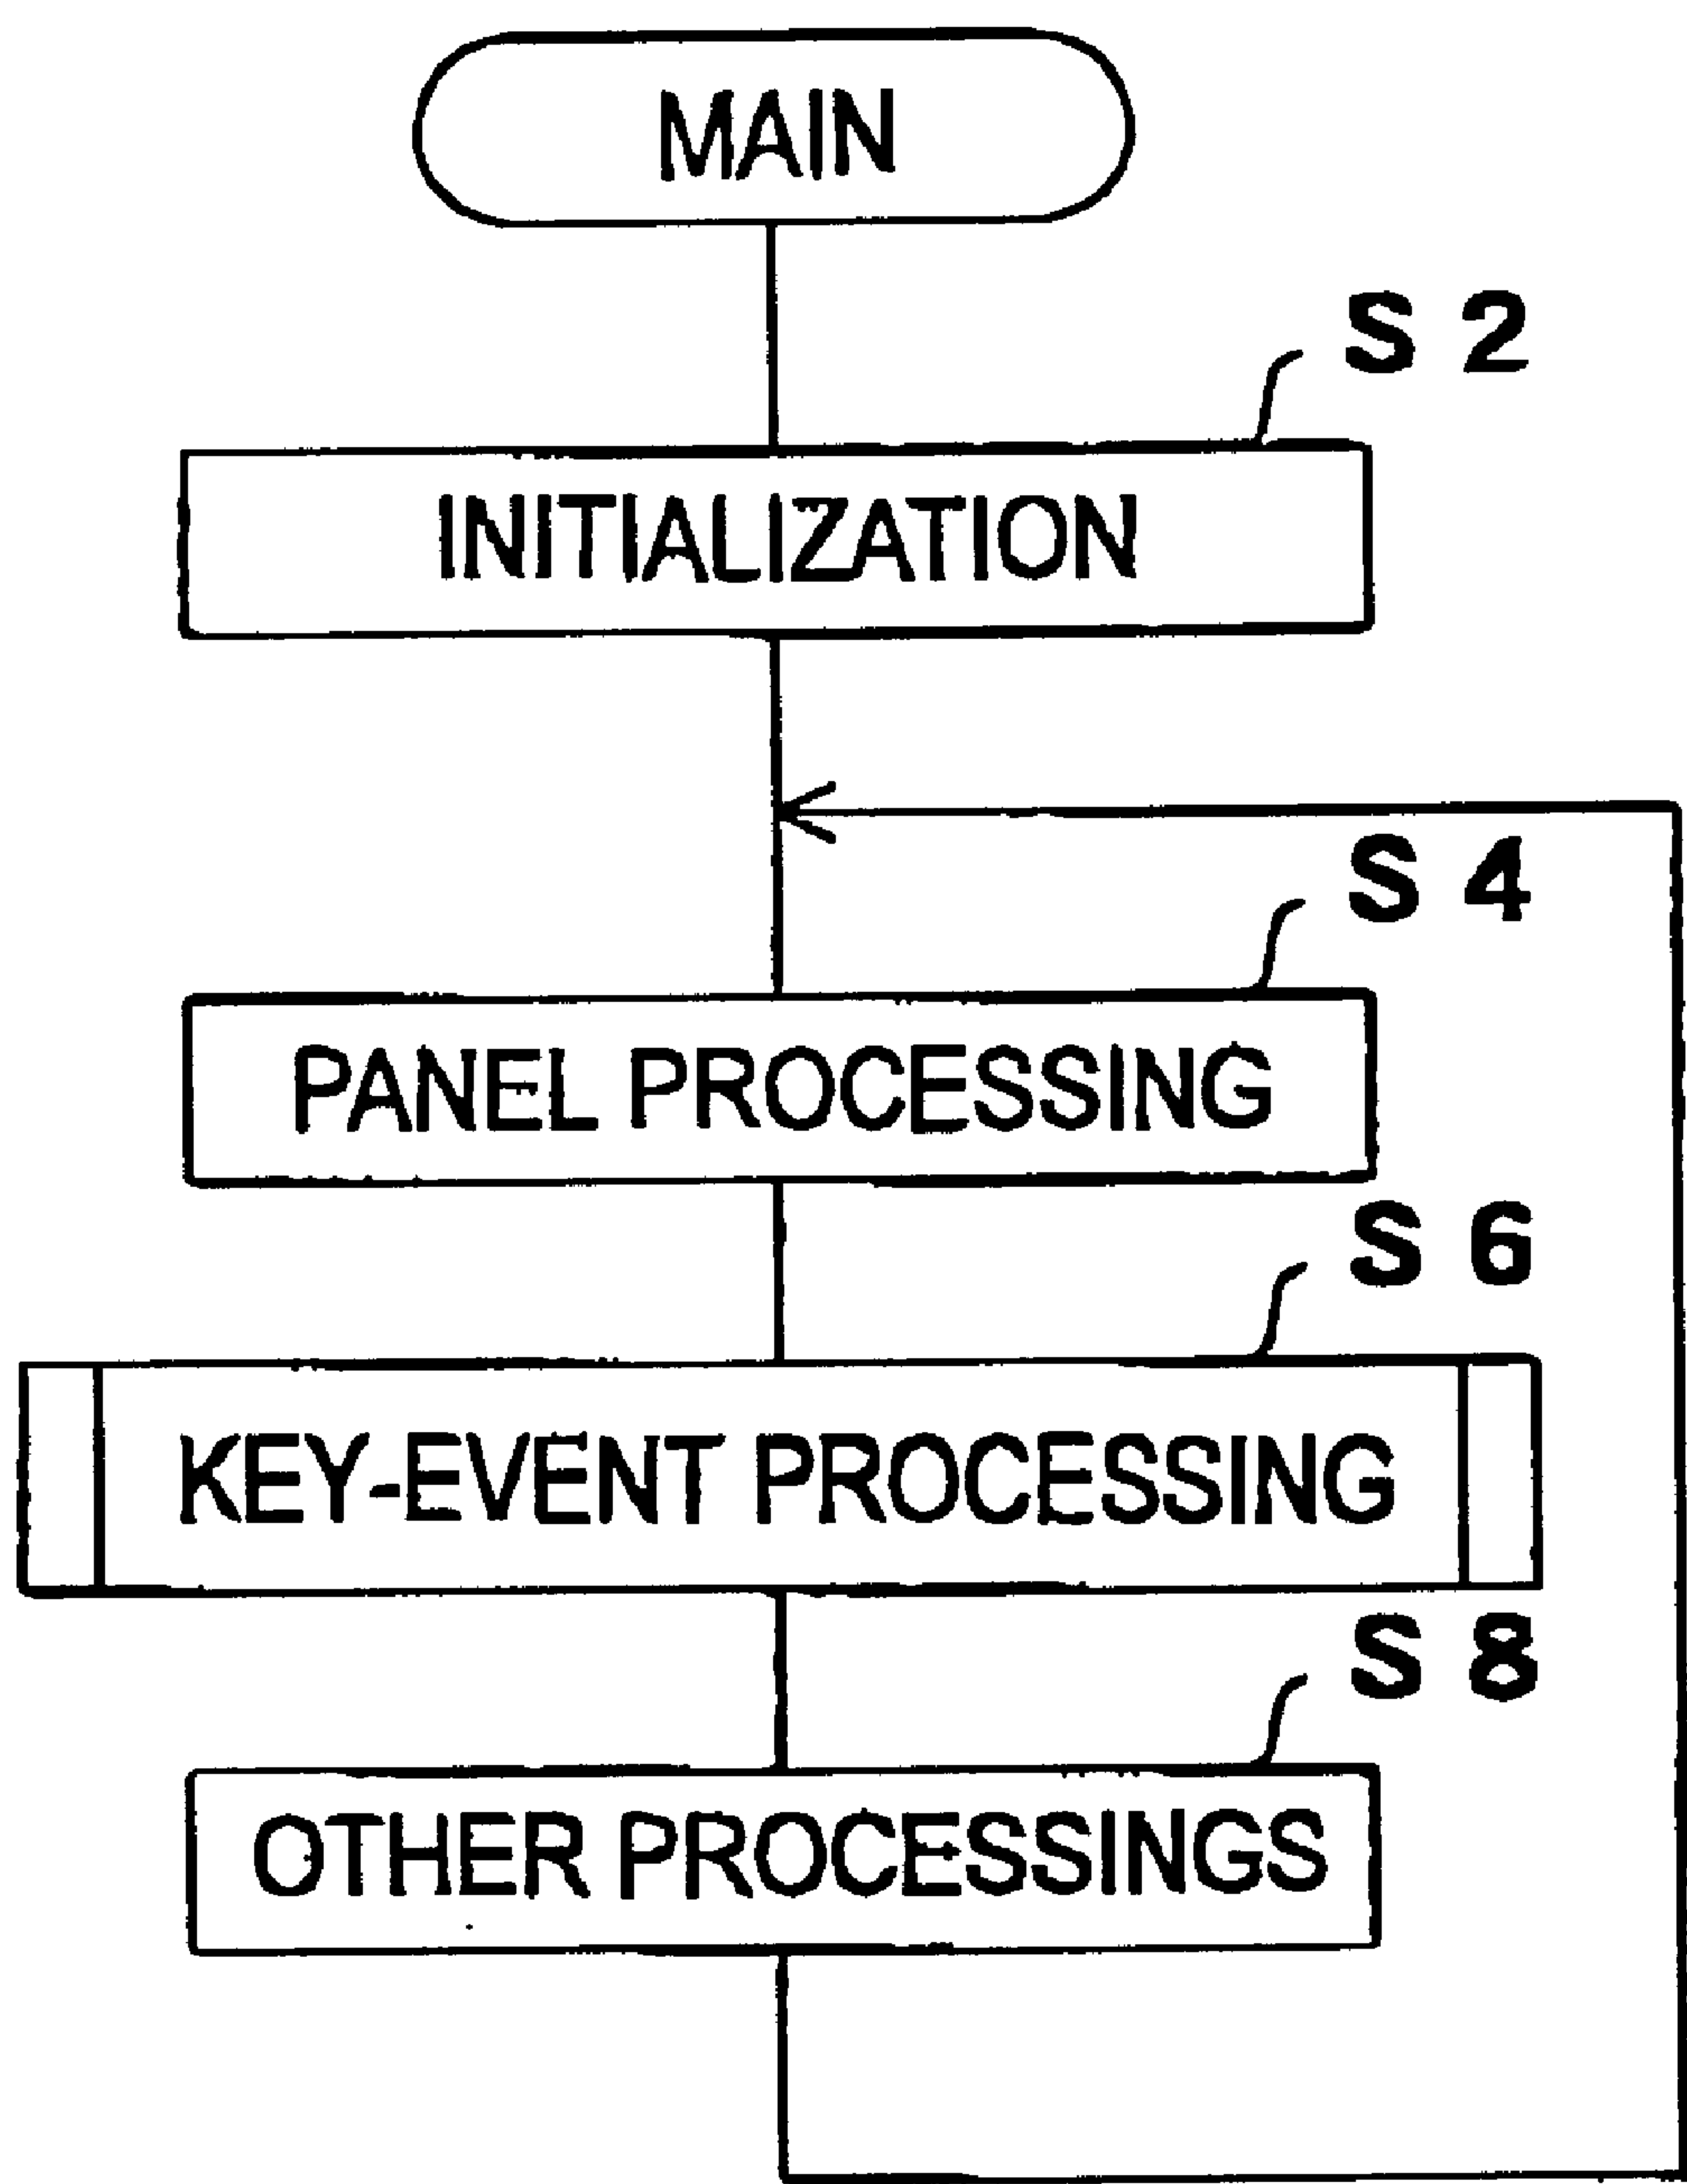 MAIN
S 2
INITIALIZATION
S 4
PANEL PROCESSING
S 6
KEY-EVENT PROCESSING
S 8
OTHER PROCESSINGS